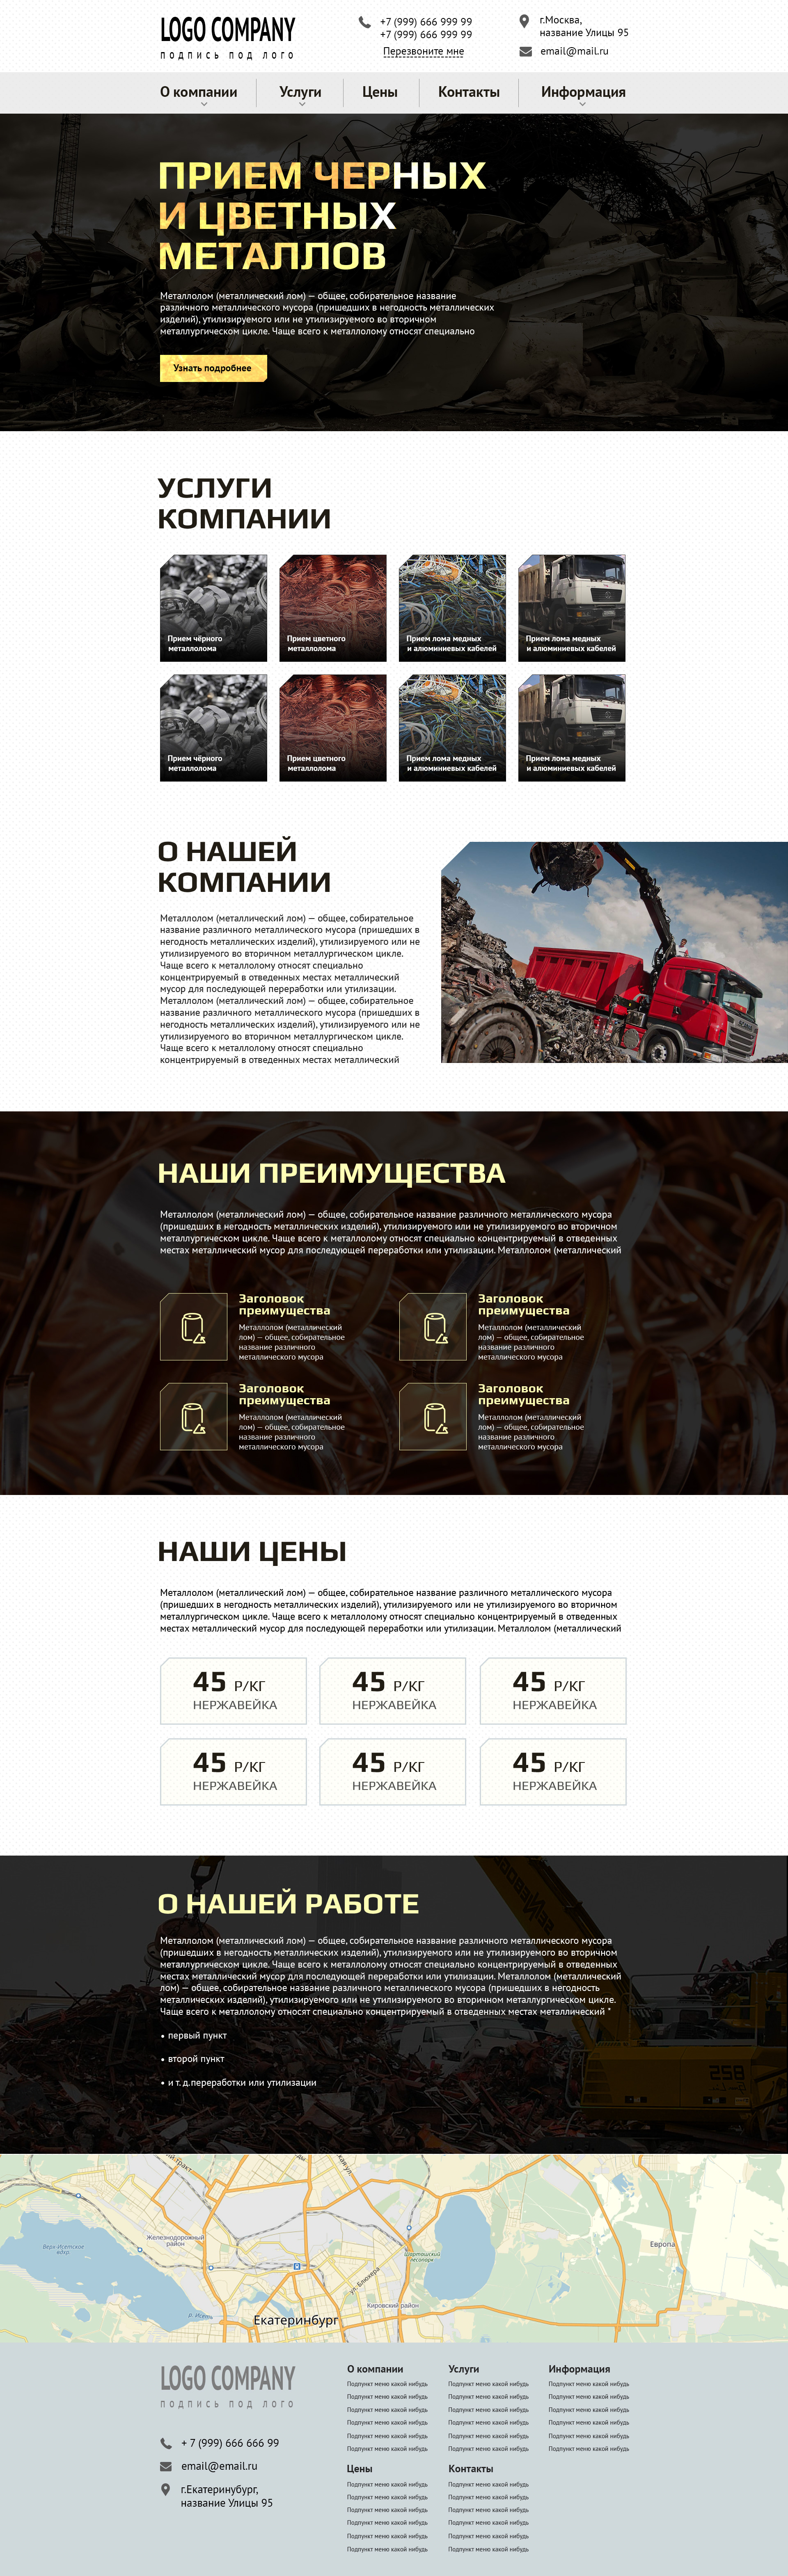 LOGO COMPANY
подпись под лого
+7 (999) 666 999 99
+7 (999) 666 999 99
Перезвоните мне
г.Москва,
название Улицы 95
email@mail.ru
О компании
Услуги
Цены
Контакты
Информация
ПРИЕМ ЧЕРНЫХ
И ЦВЕТНЫХ
МЕТАЛЛОВ
Металлолом (металлический лом) — общее, собирательное название
различного металлического мусора (пришедших в негодность металлических
изделий), утилизируемого или не утилизируемого во вторичном
металлургическом цикле. Чаще всего к металлолому относят специально
Узнать подробнее
УСЛУГИ
КОМПАНИИ
Прием чёрного
металлолома
Прием цветного
металлолома
Прием лома медных
и алюминиевых кабелей
Прием лома медных
и алюминиевых кабелей
Прием чёрного
металлолома
Прием цветного
металлолома
Прием лома медных
и алюминиевых кабелей
Прием лома медных
и алюминиевых кабелей
О НАШЕЙ
КОМПАНИИ
Металлолом (металлический лом) — общее, собирательное
название различного металлического мусора (пришедших в
негодность металлических изделий), утилизируемого или не
утилизируемого во вторичном металлургическом цикле.
Чаще всего к металлолому относят специально
концентрируемый в отведенных местах металлический
мусор для последующей переработки или утилизации.
Металлолом (металлический лом) — общее, собирательное
название различного металлического мусора (пришедших в
негодность металлических изделий), утилизируемого или не
утилизируемого во вторичном металлургическом цикле.
Чаще всего к металлолому относят специально
концентрируемый в отведенных местах металлический
SCANIA
НАШИ ПРЕИМУЩЕСТВА
Металлолом (металлический лом) — общее, собирательное название различного металлического мусора
(пришедших в негодность металлических изделий), утилизируемого или не утилизируемого во вторичном
металлургическом цикле. Чаще всего к металлолому относят специально концентрируемый в отведенных
местах металлический мусор для последующей переработки или утилизации. Металлолом (металлический
Заголовок
преимущества
Металлолом (металлический
лом) — общее, собирательное
название различного
металлического мусора
Заголовок
преимущества
Металлолом (металлический
лом) — общее, собирательное
название различного
металлического мусора
Заголовок
преимущества
Металлолом (металлический
лом) — общее, собирательное
название различного
металлического мусора
Заголовок
преимущества
Металлолом (металлический
лом) — общее, собирательное
название различного
металлического мусора
НАШИ ЦЕНЫ
Металлолом (металлический лом) — общее, собирательное название различного металлического мусора
(пришедших в негодность металлических изделий), утилизируемого или не утилизируемого во вторичном
металлургическом цикле. Чаще всего к металлолому относят специально концентрируемый в отведенных
местах металлический мусор для последующей переработки или утилизации. Металлолом (металлический
45 Р/КГ
НЕРЖАВЕЙКА
45 Р/КГ
НЕРЖАВЕЙКА
45 Р/КГ
НЕРЖАВЕЙКА
45 Р/КГ
НЕРЖАВЕЙКА
45 Р/КГ
НЕРЖАВЕЙКА
45 Р/КГ
НЕРЖАВЕЙКА
О НАШЕЙ РАБОТЕ
Металлолом (металлический лом) — общее, собирательное название различного металлического мусора
(пришедших в негодность металлических изделий), утилизируемого или не утилизируемого во вторичном
металлургическом цикле. Чаще всего к металлолому относят специально концентрируемый в отведенных
местах металлический мусор для последующей переработки или утилизации. Металлолом (металлический
лом) — общее, собирательное название различного металлического мусора (пришедших в негодность
металлических изделий), утилизируемого или не утилизируемого во вторичном металлургическом цикле.
Чаще всего к металлолому относят специально концентрируемый в отведенных местах металлический *
• первый пункт
• второй пункт
• и т. д.переработки или утилизации
Железнодорожный
район
Верх-Исетское
вдхр.
Шарташский
лесопарк
Европа
ул. Блюхера
Кировский район
р. Исеть
Екатеринбург
LOGO COMPANY
подпись под лого
+ 7 (999) 666 666 99
email@email.ru
г.Екатеринубург,
название Улицы 95
О компании
Подпункт меню какой нибудь
Подпункт меню какой нибудь
Подпункт меню какой нибудь
Подпункт меню какой нибудь
Подпункт меню какой нибудь
Подпункт меню какой нибудь
Услуги
Подпункт меню какой нибудь
Подпункт меню какой нибудь
Подпункт меню какой нибудь
Подпункт меню какой нибудь
Подпункт меню какой нибудь
Подпункт меню какой нибудь
Информация
Подпункт меню какой нибудь
Подпункт меню какой нибудь
Подпункт меню какой нибудь
Подпункт меню какой нибудь
Подпункт меню какой нибудь
Подпункт меню какой нибудь
Цены
Подпункт меню какой нибудь
Подпункт меню какой нибудь
Подпункт меню какой нибудь
Подпункт меню какой нибудь
Подпункт меню какой нибудь
Подпункт меню какой нибудь
Контакты
Подпункт меню какой нибудь
Подпункт меню какой нибудь
Подпункт меню какой нибудь
Подпункт меню какой нибудь
Подпункт меню какой нибудь
Подпункт меню какой нибудь